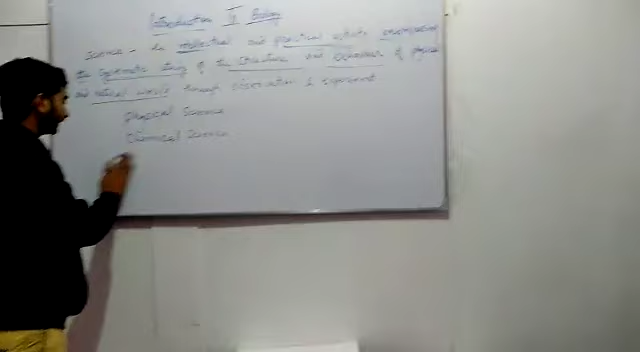 Introduction To Biology
Science - An intellectual and practical activity encompassing
the systematic study of the structure and behaviour of physical
and natural world through observation & experiment
Physical Science
Chemical Science